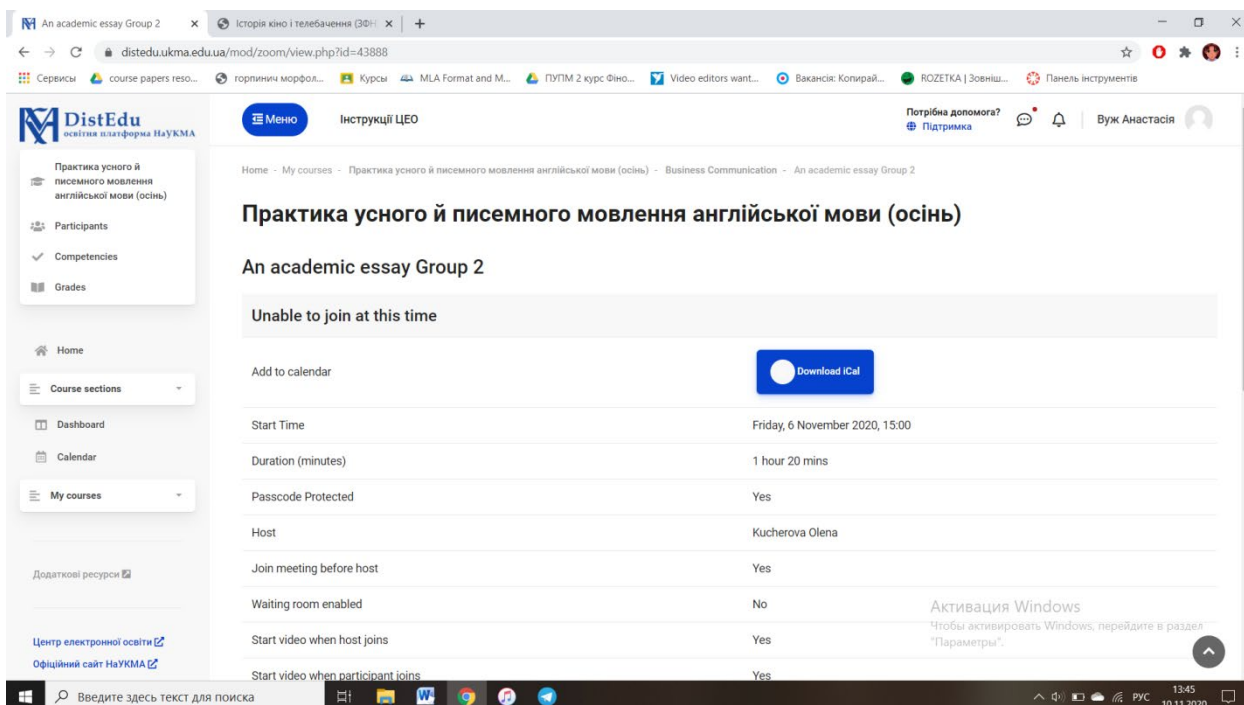 An academic essay Group 2
Історія кіно і телебачення (ЗФН
distedu.ukma.edu.ua/mod/zoom/view.php?id=43888
Сервисы course papers reso... горпинич морфол... Курсы MLA Format and M... ПУПМ 2 курс Фіно... Video editors want... Вакансія: Копирай... ROZETKA | Зовніш... Панель інструментів
DistEdu
освітня платформа НаУКМА
Меню
Інструкції ЦЕО
Потрібна допомога?
Підтримка
Вуж Анастасія
Практика усного й
писемного мовлення
англійської мови (осінь)
Participants
Competencies
Grades
Home
Course sections
Dashboard
Calendar
My courses
Додаткові ресурси
Центр електронної освіти
Офіційний сайт НаУКМА
Home - My courses - Практика усного й писемного мовлення англійської мови (осінь) - Business Communication - An academic essay Group 2
Практика усного й писемного мовлення англійської мови (осінь)
An academic essay Group 2
Unable to join at this time
Add to calendar Download iCal
Start Time Friday, 6 November 2020, 15:00
Duration (minutes) 1 hour 20 mins
Passcode Protected Yes
Host Kucherova Olena
Join meeting before host Yes
Waiting room enabled No
Start video when host joins Yes
Start video when participant joins Yes
Активация Windows
Чтобы активировать Windows, перейдите в раздел
"Параметры".
Введите здесь текст для поиска
РУС
13:45
10.11.2020